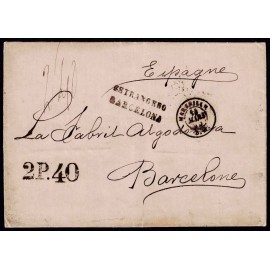 Espagne
ESTRANGERO
BARCELONA
MARSEILLE
La Fabril Algodonera
2P.40
Barcelone